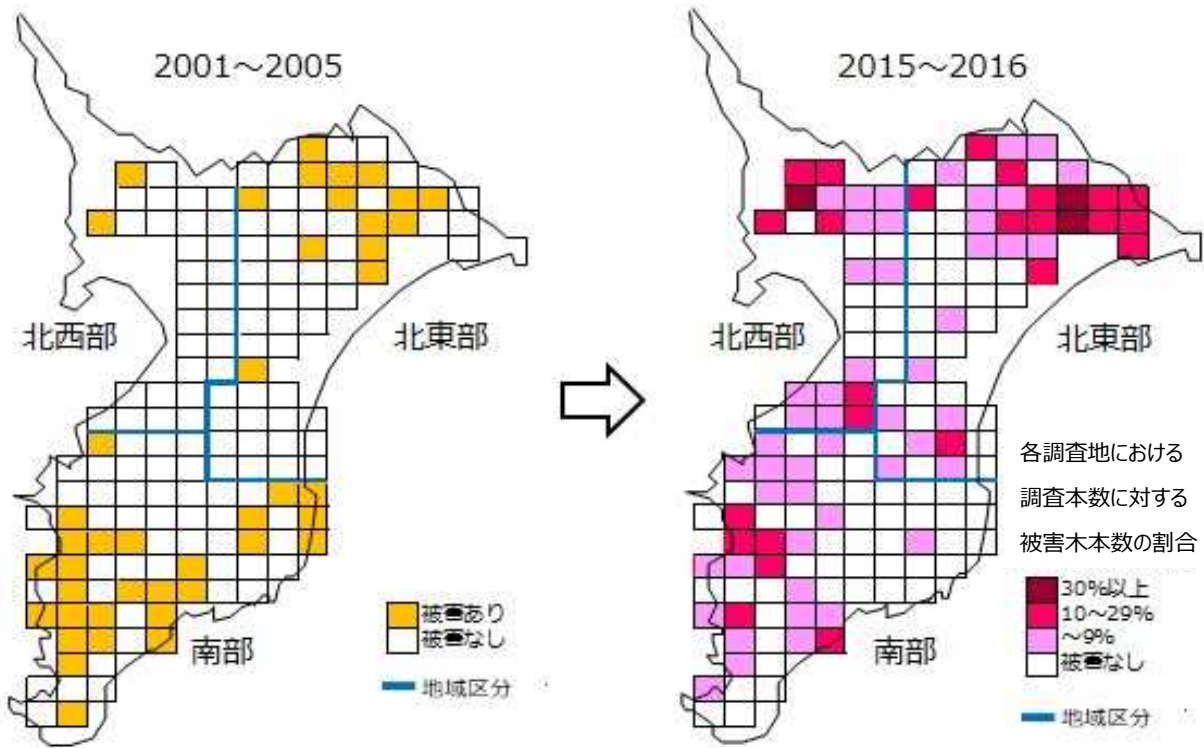 2001～2005
北西部
北東部
南部
被害あり
被害なし
地域区分
2015～2016
北西部
北東部
南部
各調査地における
調査本数に対する
被害木本数の割合
30%以上
10～29%
～9%
被害なし
地域区分